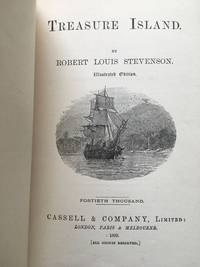 TREASURE ISLAND.
BY
ROBERT LOUIS STEVENSON.
Illustrated Edition.
FORTIETH THOUSAND.
CASSELL & COMPANY, LIMITED:
LONDON, PARIS & MELBOURNE.
[ALL RIGHTS RESERVED.]